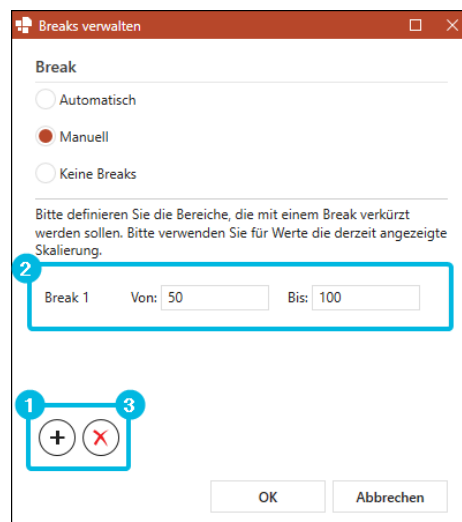 Breaks verwalten
Break
Automatisch
Manuell
Keine Breaks
Bitte definieren Sie die Bereiche, die mit einem Break verkürzt
werden sollen. Bitte verwenden Sie für Werte die derzeit angezeigte
Skalierung.
2
Break 1 Von: 50 Bis: 100
1 3
OK Abbrechen